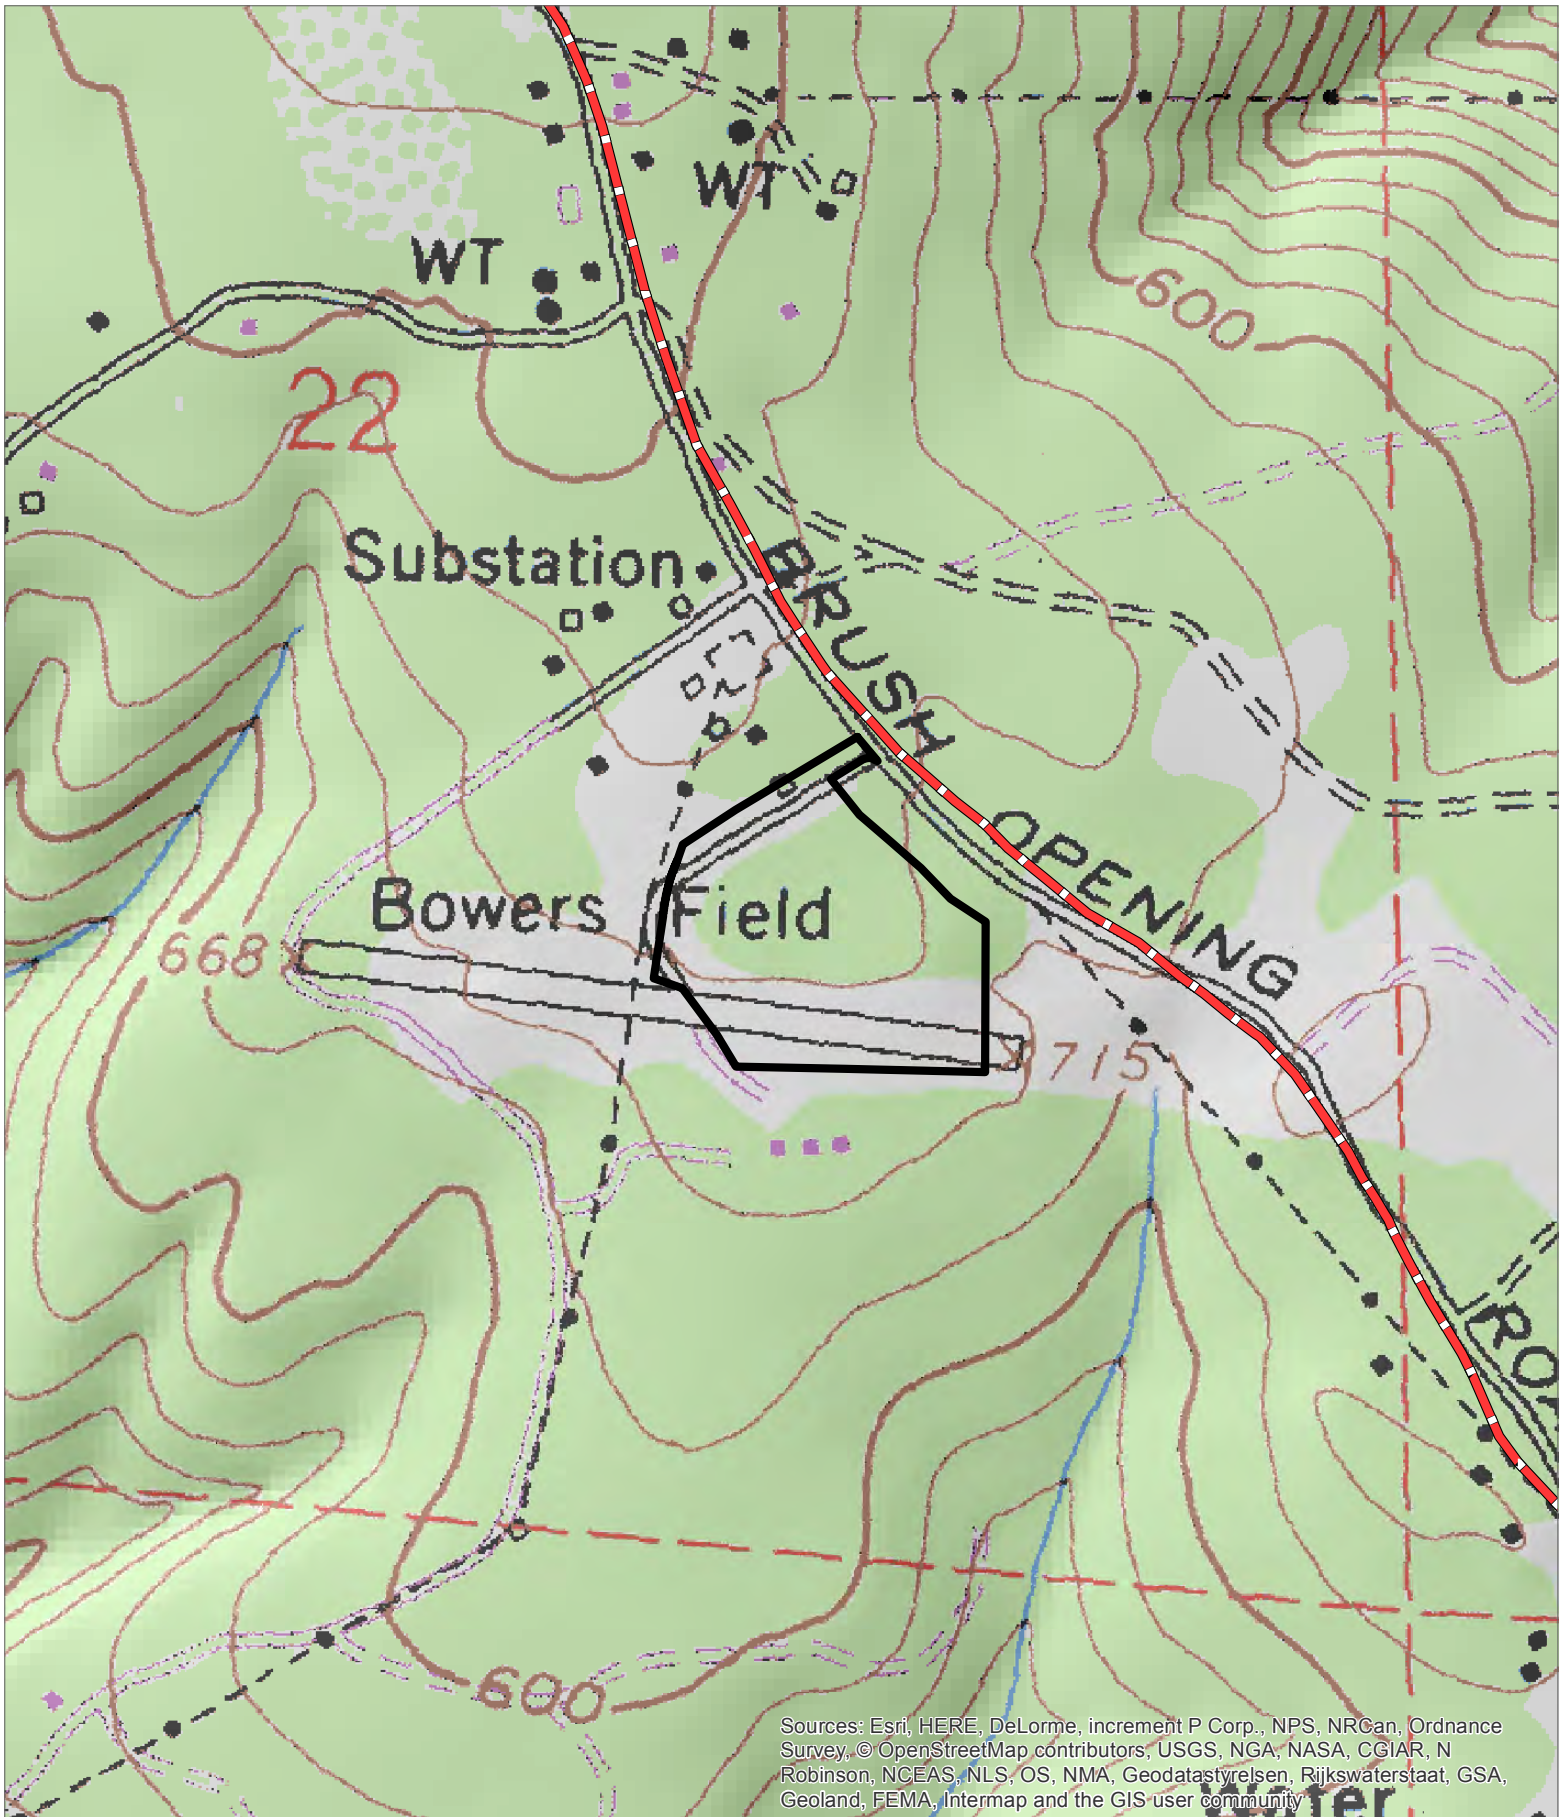 WT
WT
600
22
Substation
BRUSH
OPENING
Bowers Field
668
715
600
Sources: Esri, HERE, DeLorme, increment P Corp., NPS, NRCan, Ordnance
Survey, © OpenStreetMap contributors, USGS, NGA, NASA, CGIAR, N
Robinson, NCEAS, NLS, OS, NMA, Geodatastyrelsen, Rijkswaterstaat, GSA,
Geoland, FEMA, Intermap and the GIS user community
Water